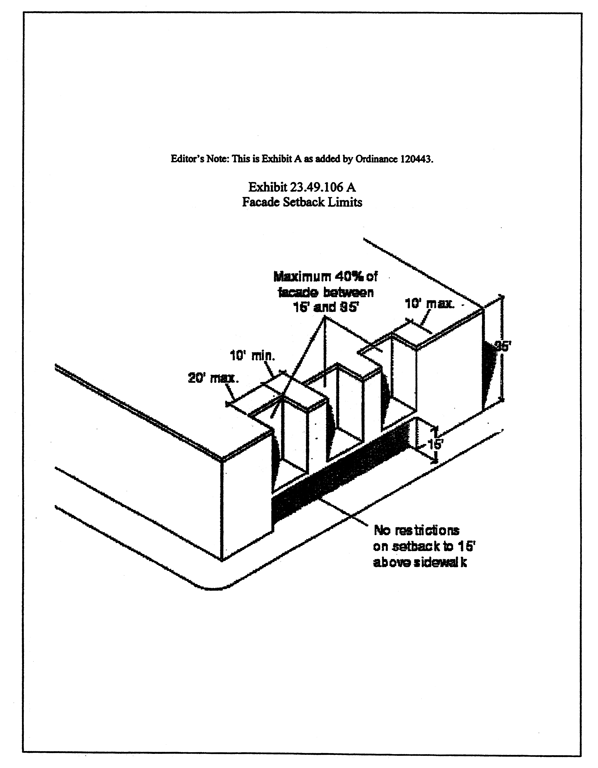 Editor's Note: This is Exhibit A as added by Ordinance 120443.
Exhibit 23.49.106 A
Facade Setback Limits
Maximum 40% of
facade between
15' and 35'
10' max.
10' min.
20' max.
35'
15'
No restrictions
on setback to 15'
above sidewalk